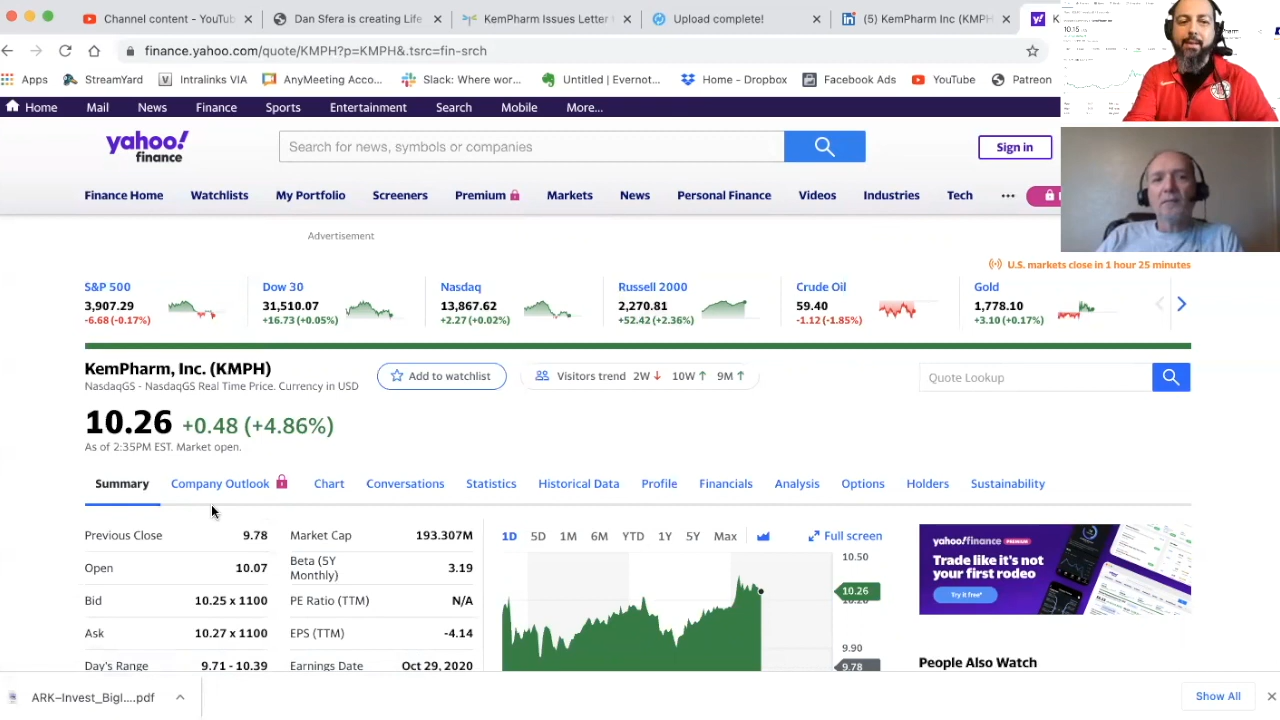 Channel content - YouTub
Dan Sfera is creating Life
KemPharm Issues Letter
Upload complete!
(5) KemPharm Inc (KMPH
finance.yahoo.com/quote/KMPH?p=KMPH&.tsrc=fin-srch
Apps StreamYard Intralinks VIA AnyMeeting Acco... Slack: Where wor... Untitled | Evernot... Home - Dropbox Facebook Ads YouTube Patreon
Home Mail News Finance Sports Entertainment Search Mobile More...
yahoo!
finance
Search for news, symbols or companies
Sign in
Finance Home Watchlists My Portfolio Screeners Premium Markets News Personal Finance Videos Industries Tech
Advertisement
U.S. markets close in 1 hour 25 minutes
S&P 500 Dow 30 Nasdaq Russell 2000 Crude Oil Gold
3,907.29 31,510.07 13,867.62 2,270.81 59.40 1,778.10
-6.68 (-0.17%) +16.73 (+0.05%) +2.27 (+0.02%) +52.42 (+2.36%) -1.12 (-1.85%) +3.10 (+0.17%)
KemPharm, Inc. (KMPH)
NasdaqGS - NasdaqGS Real Time Price. Currency in USD
Add to watchlist
Visitors trend 2W 10W 9M
Quote Lookup
10.26 +0.48 (+4.86%)
As of 2:35PM EST. Market open.
Summary Company Outlook Chart Conversations Statistics Historical Data Profile Financials Analysis Options Holders Sustainability
Previous Close 9.78
Open 10.07
Bid 10.25 x 1100
Ask 10.27 x 1100
Day's Range 9.71 - 10.39
Market Cap 193.307M
Beta (5Y
Monthly) 3.19
PE Ratio (TTM) N/A
EPS (TTM) -4.14
Earnings Date Oct 29, 2020
1D 5D 1M 6M YTD 1Y 5Y Max Full screen
10.50
10.26
9.90
9.78
yahoo!finance PREMIUM
Trade like it's
not your first rodeo
Try it free*
People Also Watch
ARK–Invest_BigI....pdf
Show All